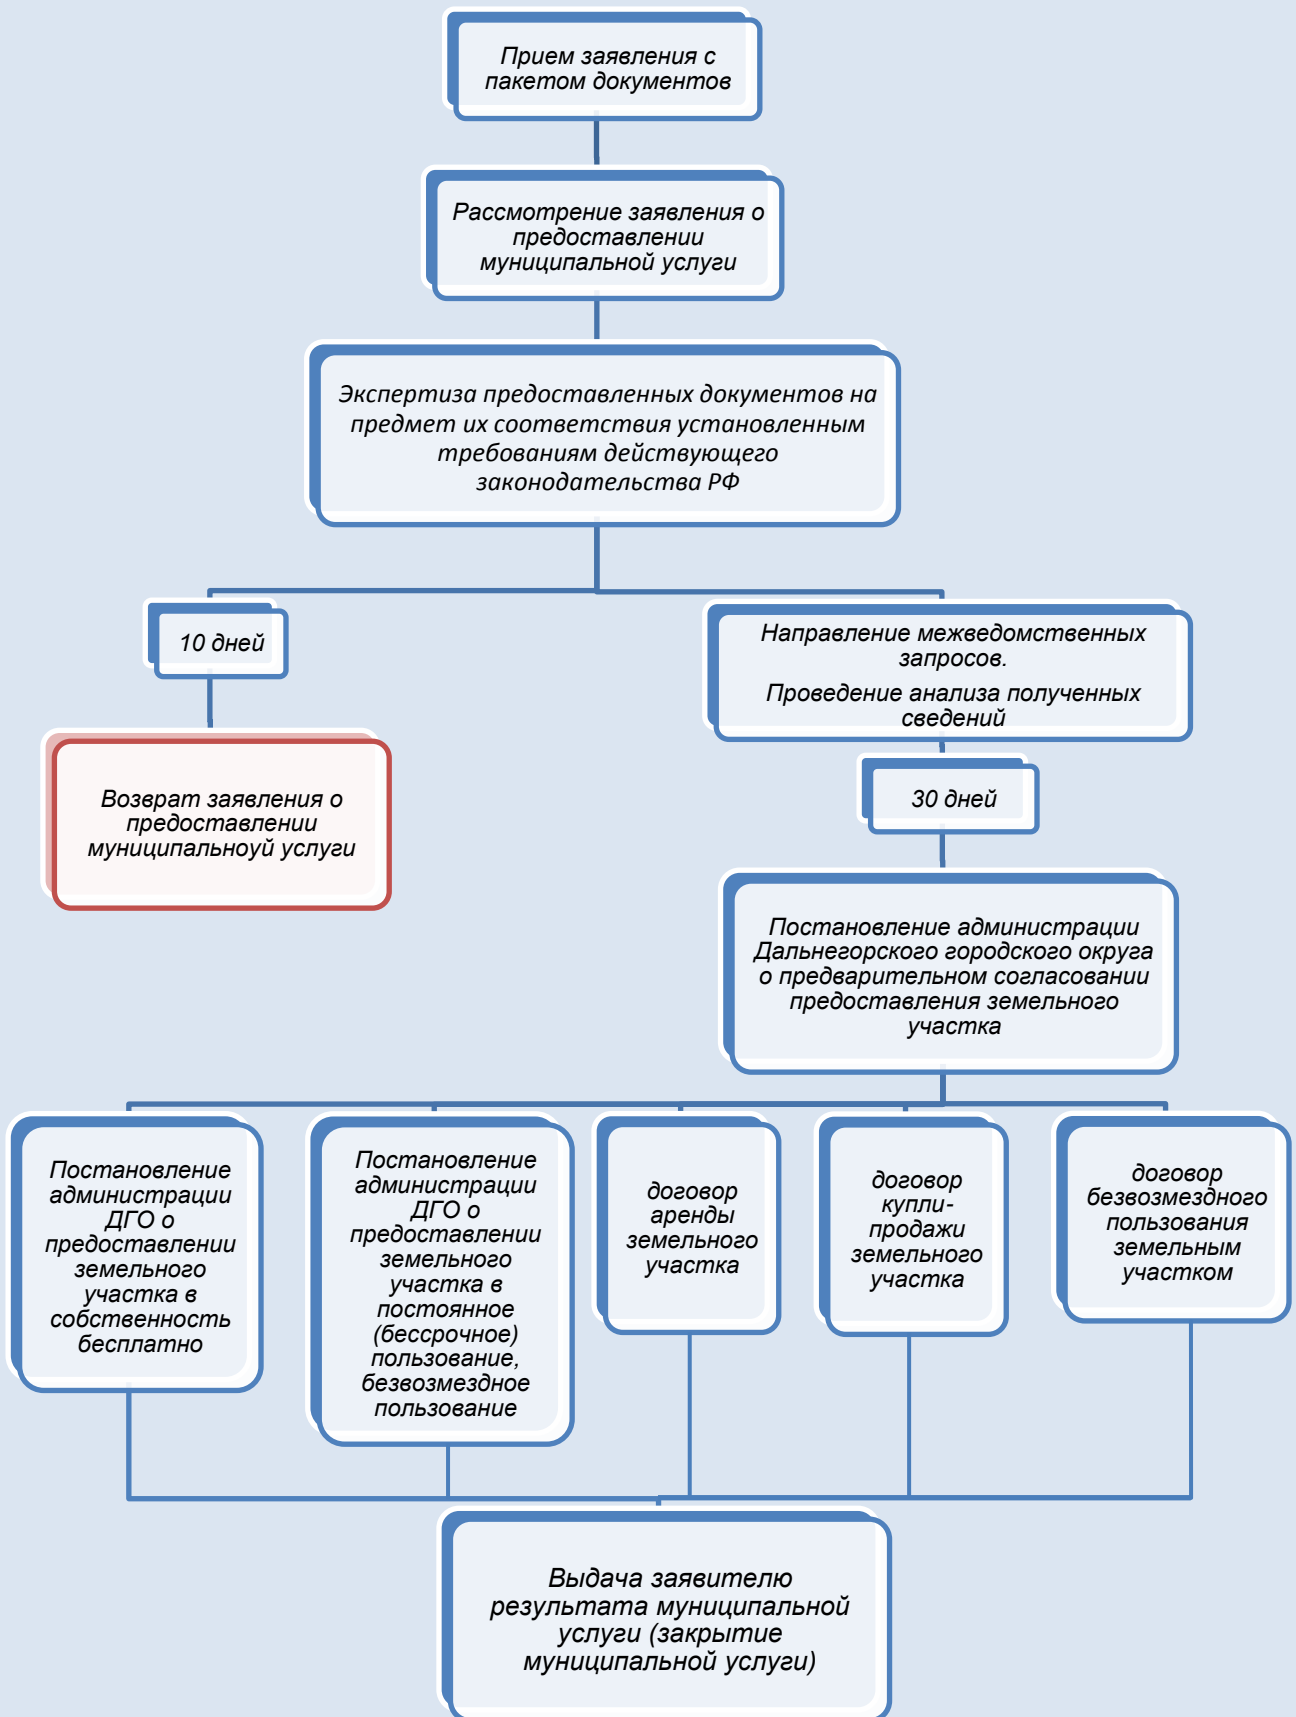 Прием заявления с
пакетом документов
Рассмотрение заявления о
предоставлении
муниципальной услуги
Экспертиза предоставленных документов на
предмет их соответствия установленным
требованиям действующего
законодательства РФ
10 дней
Возврат заявления о
предоставлении
муниципальноуй услуги
Направление межведомственных
запросов.
Проведение анализа полученных
сведений
30 дней
Постановление администрации
Дальнегорского городского округа
о предварительном согласовании
предоставления земельного
участка
Постановление
администрации
ДГО о
предоставлении
земельного
участка в
собственность
бесплатно
Постановление
администрации
ДГО о
предоставлении
земельного
участка в
постоянное
(бессрочное)
пользование,
безвозмездное
пользование
договор
аренды
земельного
участка
договор
купли-
продажи
земельного
участка
договор
безвозмездного
пользования
земельным
участком
Выдача заявителю
результата муниципальной
услуги (закрытие
муниципальной услуги)